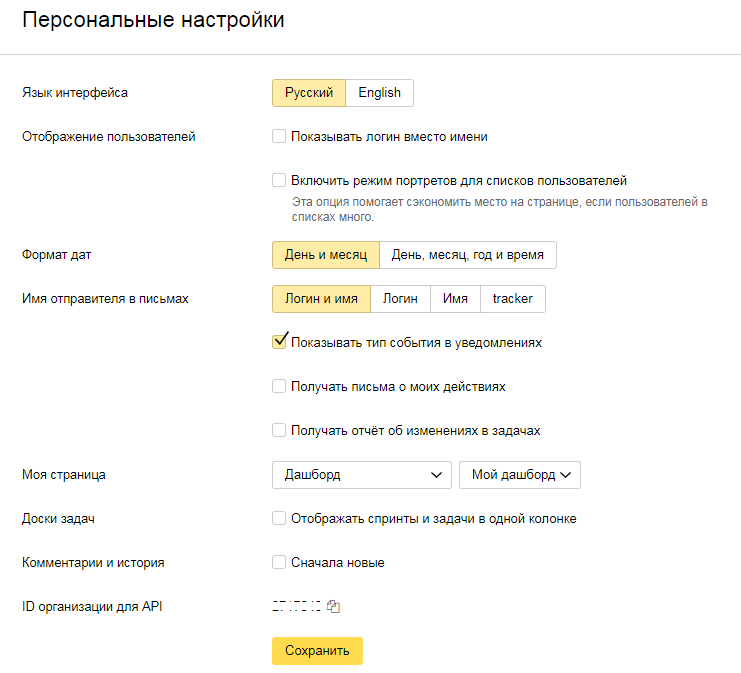 Персональные настройки
Язык интерфейса
Русский English
Отображение пользователей
Показывать логин вместо имени
Включить режим портретов для списков пользователей
Эта опция помогает сэкономить место на странице, если пользователей в
списках много.
Формат дат
День и месяц День, месяц, год и время
Имя отправителя в письмах
Логин и имя Логин Имя tracker
Показывать тип события в уведомлениях
Получать письма о моих действиях
Получать отчёт об изменениях в задачах
Моя страница
Дашборд Мой дашборд
Доски задач
Отображать спринты и задачи в одной колонке
Комментарии и история
Сначала новые
ID организации для API
Сохранить